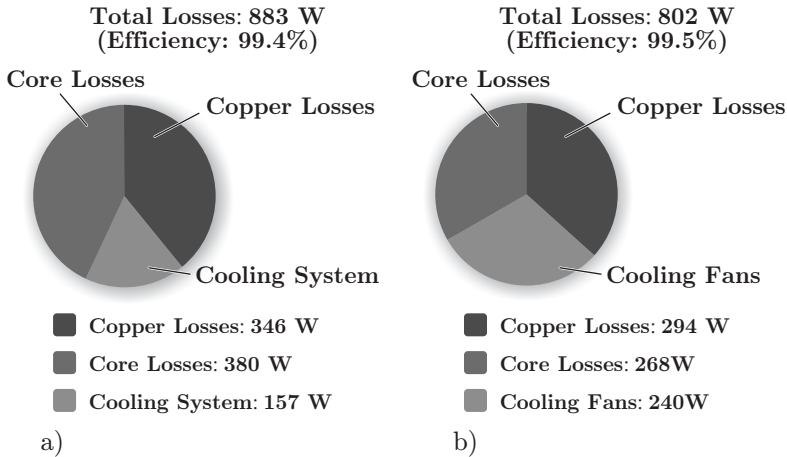 Total Losses: 883 W
(Efficiency: 99.4%)
Core Losses
Copper Losses
Cooling System
Copper Losses: 346 W
Core Losses: 380 W
Cooling System: 157 W
a)
Total Losses: 802 W
(Efficiency: 99.5%)
Core Losses
Copper Losses
Cooling Fans
Copper Losses: 294 W
Core Losses: 268W
Cooling Fans: 240W
b)